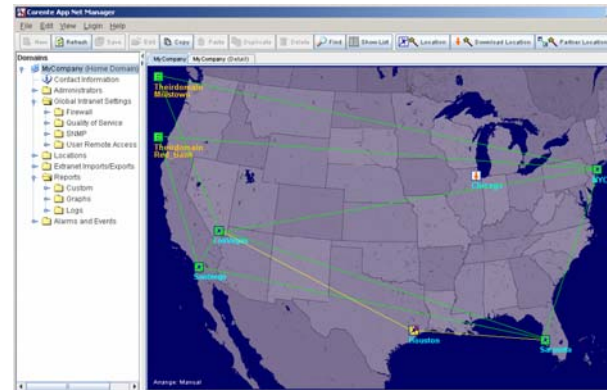 Corente App Net Manager
File Edit View Login Help
New Refresh Save Edit Copy Paste Duplicate Delete Find Show List Location Download Location Partner Location
Domains
MyCompany MyCompany (Detail)
MyCompany (Home Domain)
Contact Information
Administrators
Global Intranet Settings
Firewall
Quality of Service
SNMP
User Remote Access
Locations
Extranet Imports/Exports
Reports
Custom
Graphs
Logs
Alarms and Events
Theirdomain
Theirdomain
Chicago
NYC
Houston
Arrange: Manual